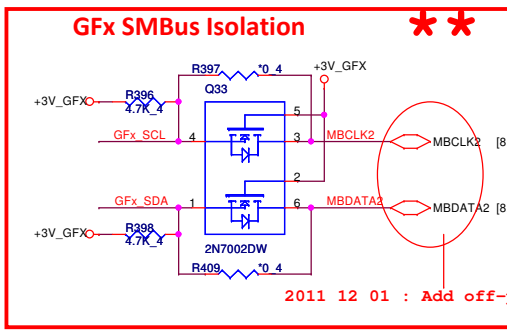 GFx SMBus Isolation
**
R397 *0_4
+3V_GFX
Q33
R396
+3V_GFX
4.7K_4
5
GFx_SCL 4 3 MBCLK2 MBCLK2 [8
2
GFx_SDA 1 6 MBDATA2 MBDATA2 [8
+3V_GFX
R398
4.7K_4
2N7002DW
R409 *0_4
2011 12 01 : Add off-